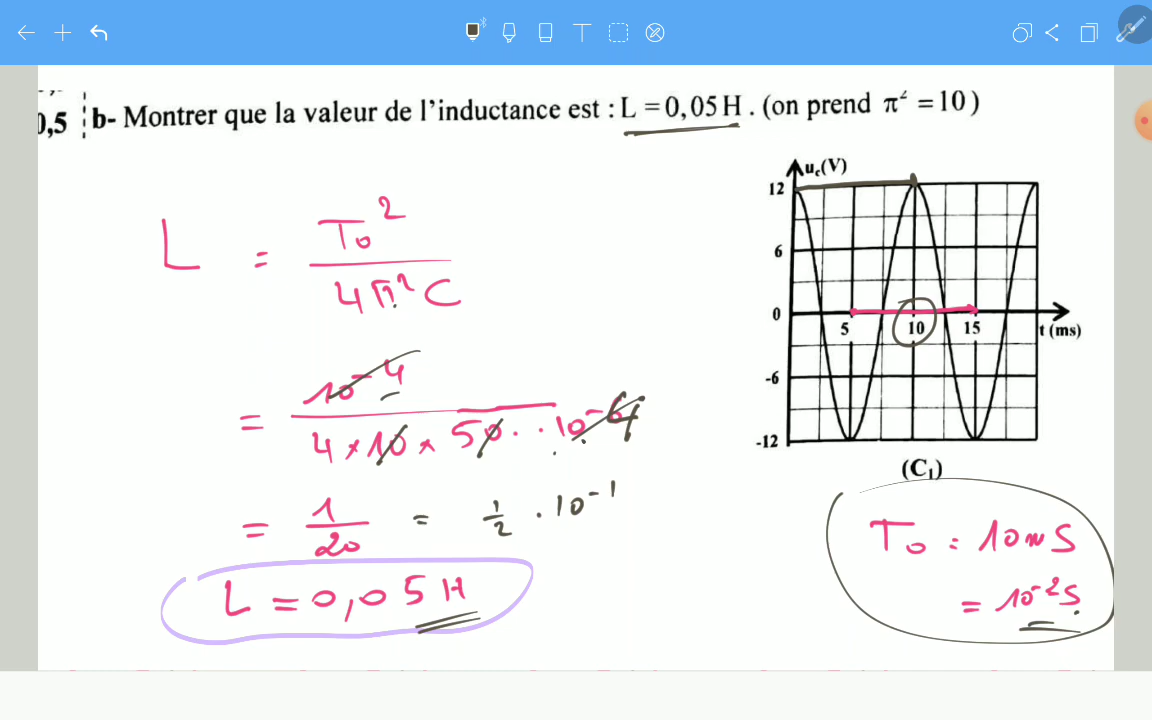 0,5 b- Montrer que la valeur de l'inductance est : L = 0,05 H . (on prend π² = 10)
L = T₀² / 4π²C
= 10⁻⁴ / 4 × 10 × 50 . . 10⁻⁶
= 1/20 = 1/2 . 10⁻¹
L = 0,05 H
u_c(V)
12
6
0
-6
-12
5 10 15 t (ms)
(C₁)
T₀ = 10 ms
= 10⁻² s